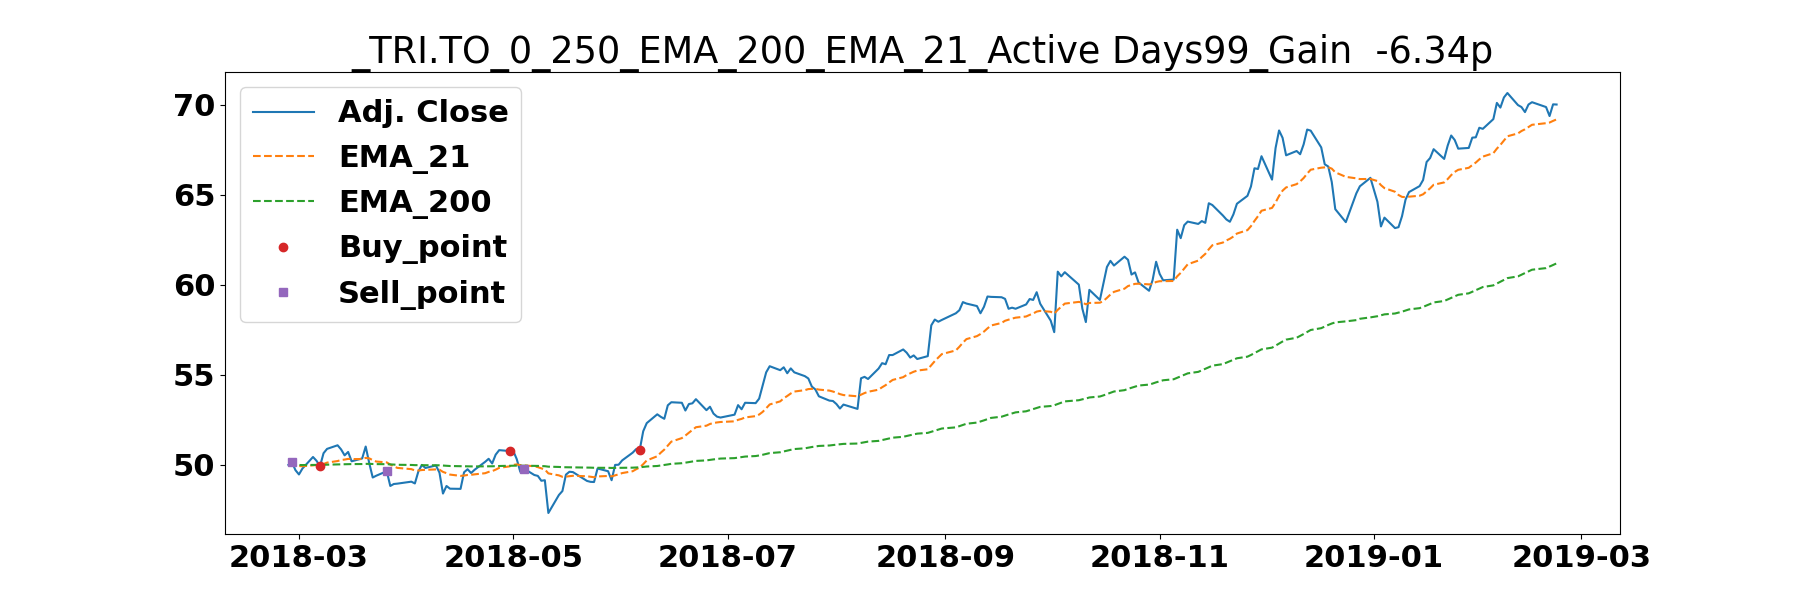 _TRI.TO_0_250_EMA_200_EMA_21_Active Days99_Gain  -6.34p
Adj. Close
EMA_21
EMA_200
Buy_point
Sell_point
70
65
60
55
50
2018-03 2018-05 2018-07 2018-09 2018-11 2019-01 2019-03